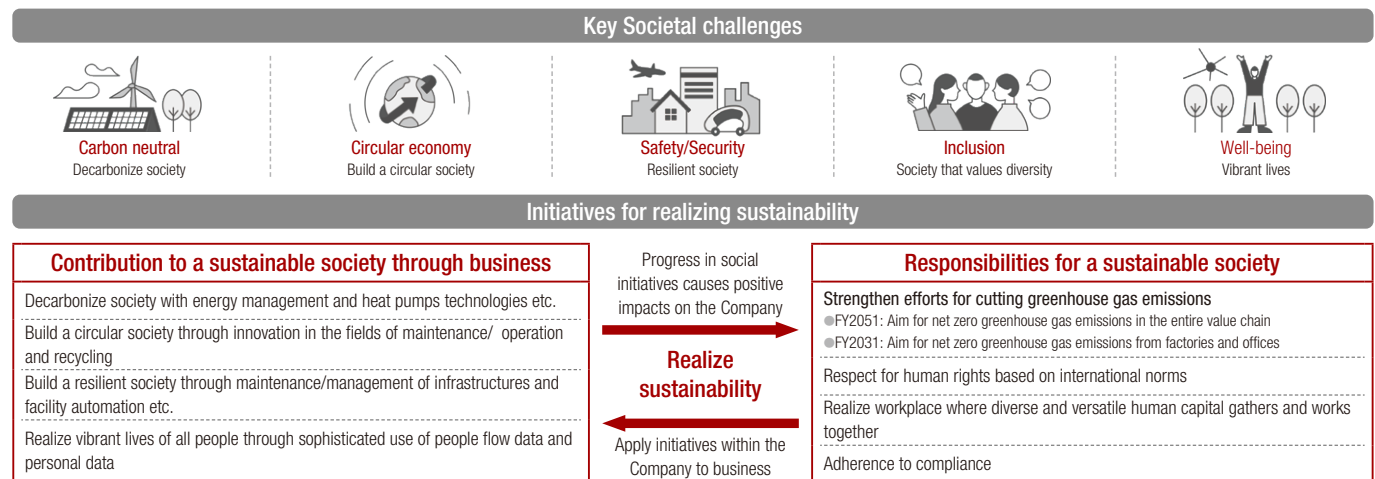 Key Societal challenges
Carbon neutral
Decarbonize society
Circular economy
Build a circular society
Safety/Security
Resilient society
Inclusion
Society that values diversity
Well-being
Vibrant lives
Initiatives for realizing sustainability
Contribution to a sustainable society through business
Decarbonize society with energy management and heat pumps technologies etc.
Build a circular society through innovation in the fields of maintenance/ operation
and recycling
Build a resilient society through maintenance/management of infrastructures and
facility automation etc.
Realize vibrant lives of all people through sophisticated use of people flow data and
personal data
Progress in social
initiatives causes positive
impacts on the Company
Realize
sustainability
Apply initiatives within the
Company to business
Responsibilities for a sustainable society
Strengthen efforts for cutting greenhouse gas emissions
●FY2051: Aim for net zero greenhouse gas emissions in the entire value chain
●FY2031: Aim for net zero greenhouse gas emissions from factories and offices
Respect for human rights based on international norms
Realize workplace where diverse and versatile human capital gathers and works
together
Adherence to compliance